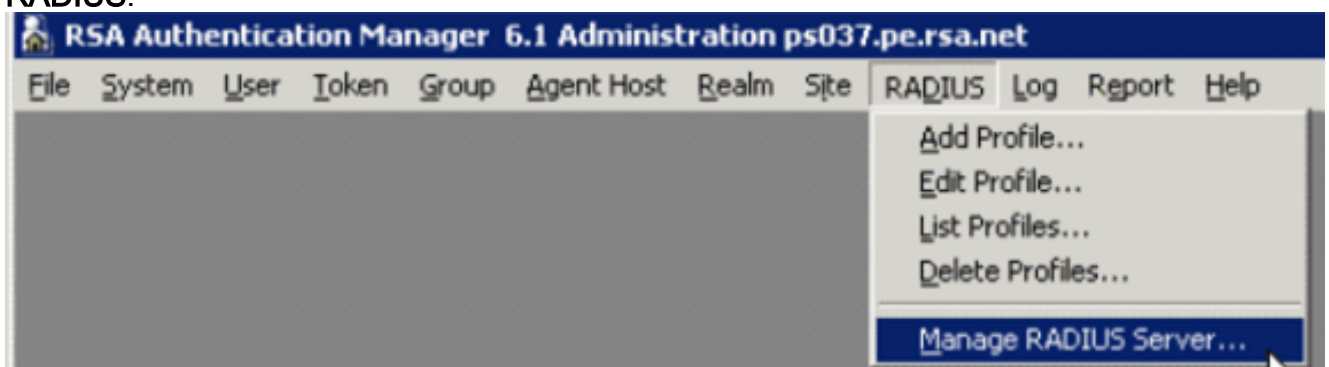 RADIUS.
RSA Authentication Manager 6.1 Administration ps037.pe.rsa.net
File System User Token Group Agent Host Realm Site RADIUS Log Report Help
Add Profile...
Edit Profile...
List Profiles...
Delete Profiles...
Manage RADIUS Server...